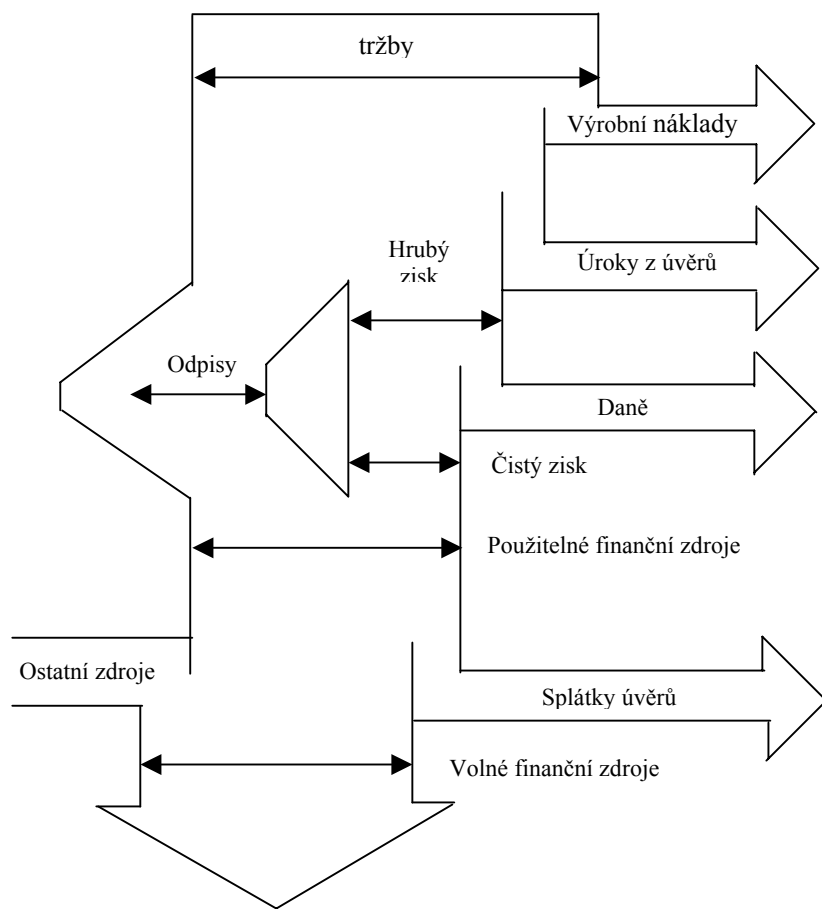 tržby
Výrobní náklady
Hrubý
zisk
Úroky z úvěrů
Odpisy
Daně
Čistý zisk
Použitelné finanční zdroje
Ostatní zdroje
Splátky úvěrů
Volné finanční zdroje